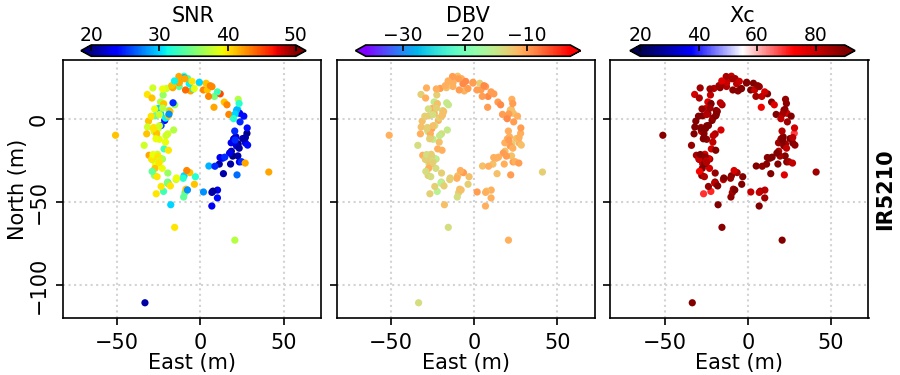 SNR DBV Xc
20 30 40 50 −30 −20 −10 20 40 60 80
North (m)
0
−50
−100
IR5210
−50 0 50 −50 0 50 −50 0 50
East (m) East (m) East (m)